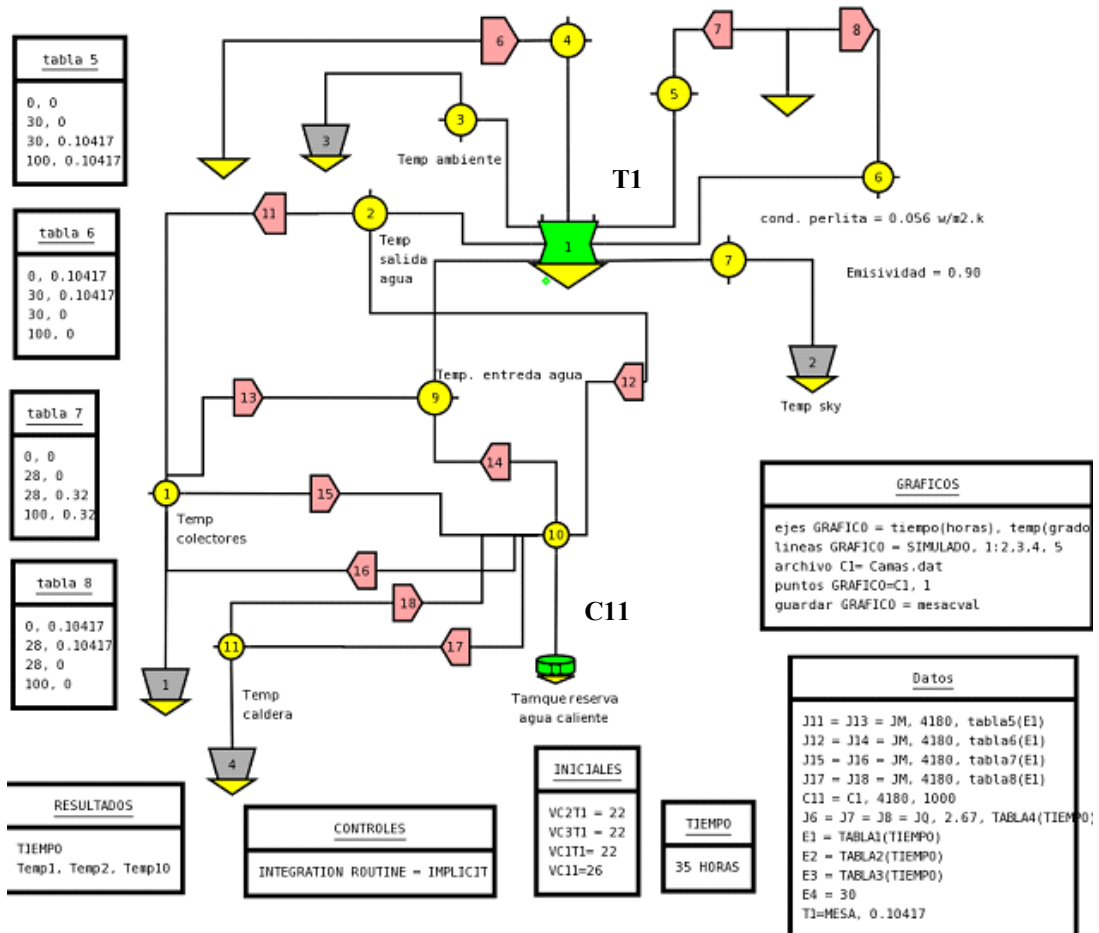 tabla 5
0, 0
30, 0
30, 0.10417
100, 0.10417
tabla 6
0, 0.10417
30, 0.10417
30, 0
100, 0
tabla 7
0, 0
28, 0
28, 0.32
100, 0.32
tabla 8
0, 0.10417
28, 0.10417
28, 0
100, 0
6
4
7
8
5
3
3
Temp ambiente
T1
6
11
2
cond. perlita = 0.056 w/m2.k
Temp
salida
agua
1
7
Emisividad = 0.90
2
Temp sky
Temp. entreda agua
12
13
9
14
1
15
Temp
colectores
10
16
18
C11
11
17
1
Temp
caldera
Tamque reserva
agua caliente
4
GRAFICOS
ejes GRAFICO = tiempo(horas), temp(grado
lineas GRAFICO = SIMULADO, 1:2,3,4, 5
archivo C1= Camas.dat
puntos GRAFICO=C1, 1
guardar GRAFICO = mesacval
Datos
J11 = J13 = JM, 4180, tabla5(E1)
J12 = J14 = JM, 4180, tabla6(E1)
J15 = J16 = JM, 4180, tabla7(E1)
J17 = J18 = JM, 4180, tabla8(E1)
C11 = C1, 4180, 1000
J6 = J7 = J8 = JQ, 2.67, TABLA4(TIEMPO)
E1 = TABLA1(TIEMPO)
E2 = TABLA2(TIEMPO)
E3 = TABLA3(TIEMPO)
E4 = 30
T1=MESA, 0.10417
RESULTADOS
TIEMPO
Temp1, Temp2, Temp10
CONTROLES
INTEGRATION ROUTINE = IMPLICIT
INICIALES
VC2T1 = 22
VC3T1 = 22
VC1T1= 22
VC11=26
TIEMPO
35 HORAS